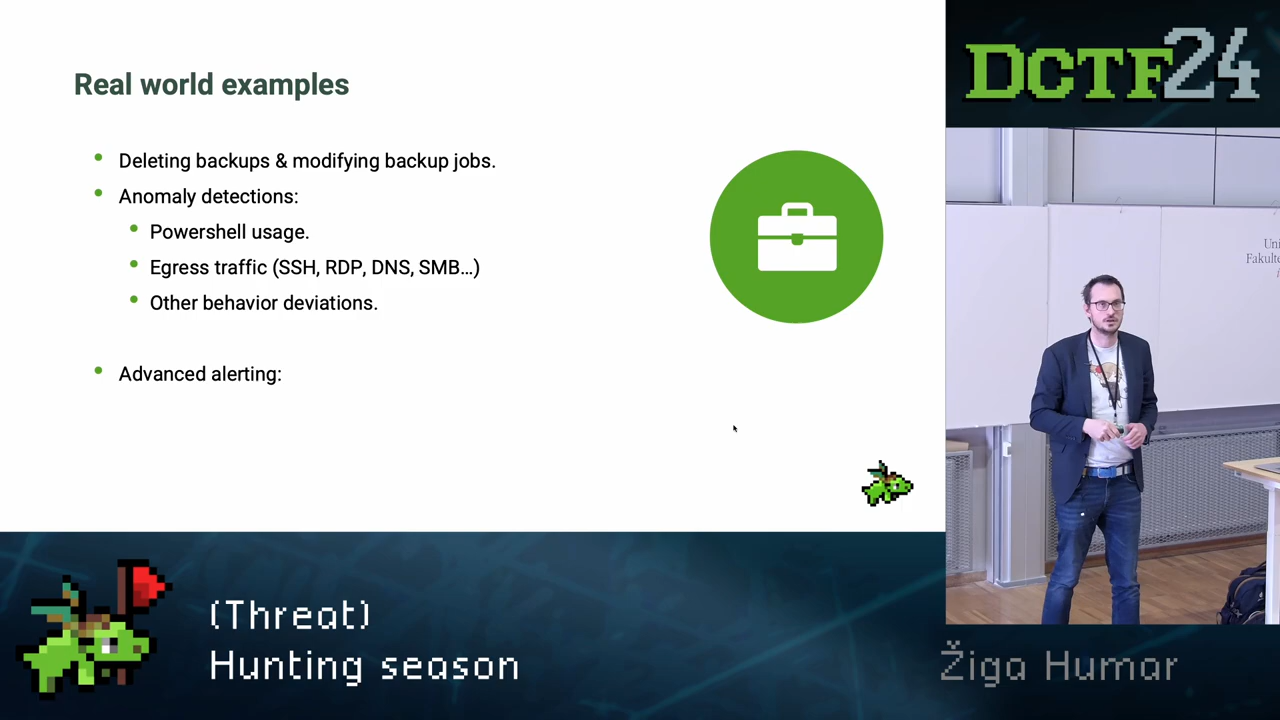 Real world examples
Deleting backups & modifying backup jobs.
Anomaly detections:
Powershell usage.
Egress traffic (SSH, RDP, DNS, SMB...)
Other behavior deviations.
Advanced alerting:
DCTF24
(Threat)
Hunting season
Žiga Humar